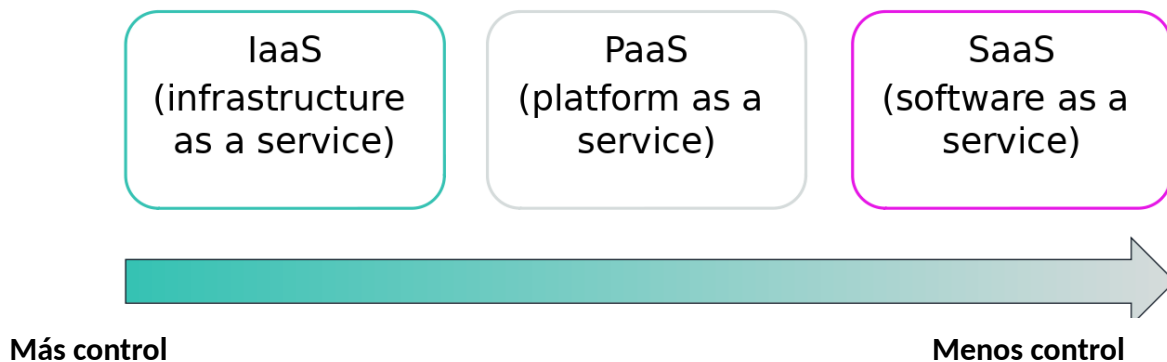 IaaS
(infrastructure
as a service)
PaaS
(platform as a
service)
SaaS
(software as a
service)
Más control
Menos control